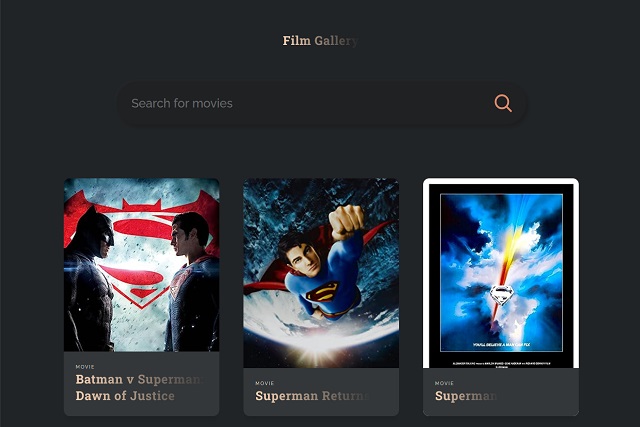 Film Gallery
Search for movies
MOVIE
Batman v Superman:
Dawn of Justice
MOVIE
Superman Returns
YOU'LL BELIEVE A MAN CAN FLY.
MOVIE
Superman